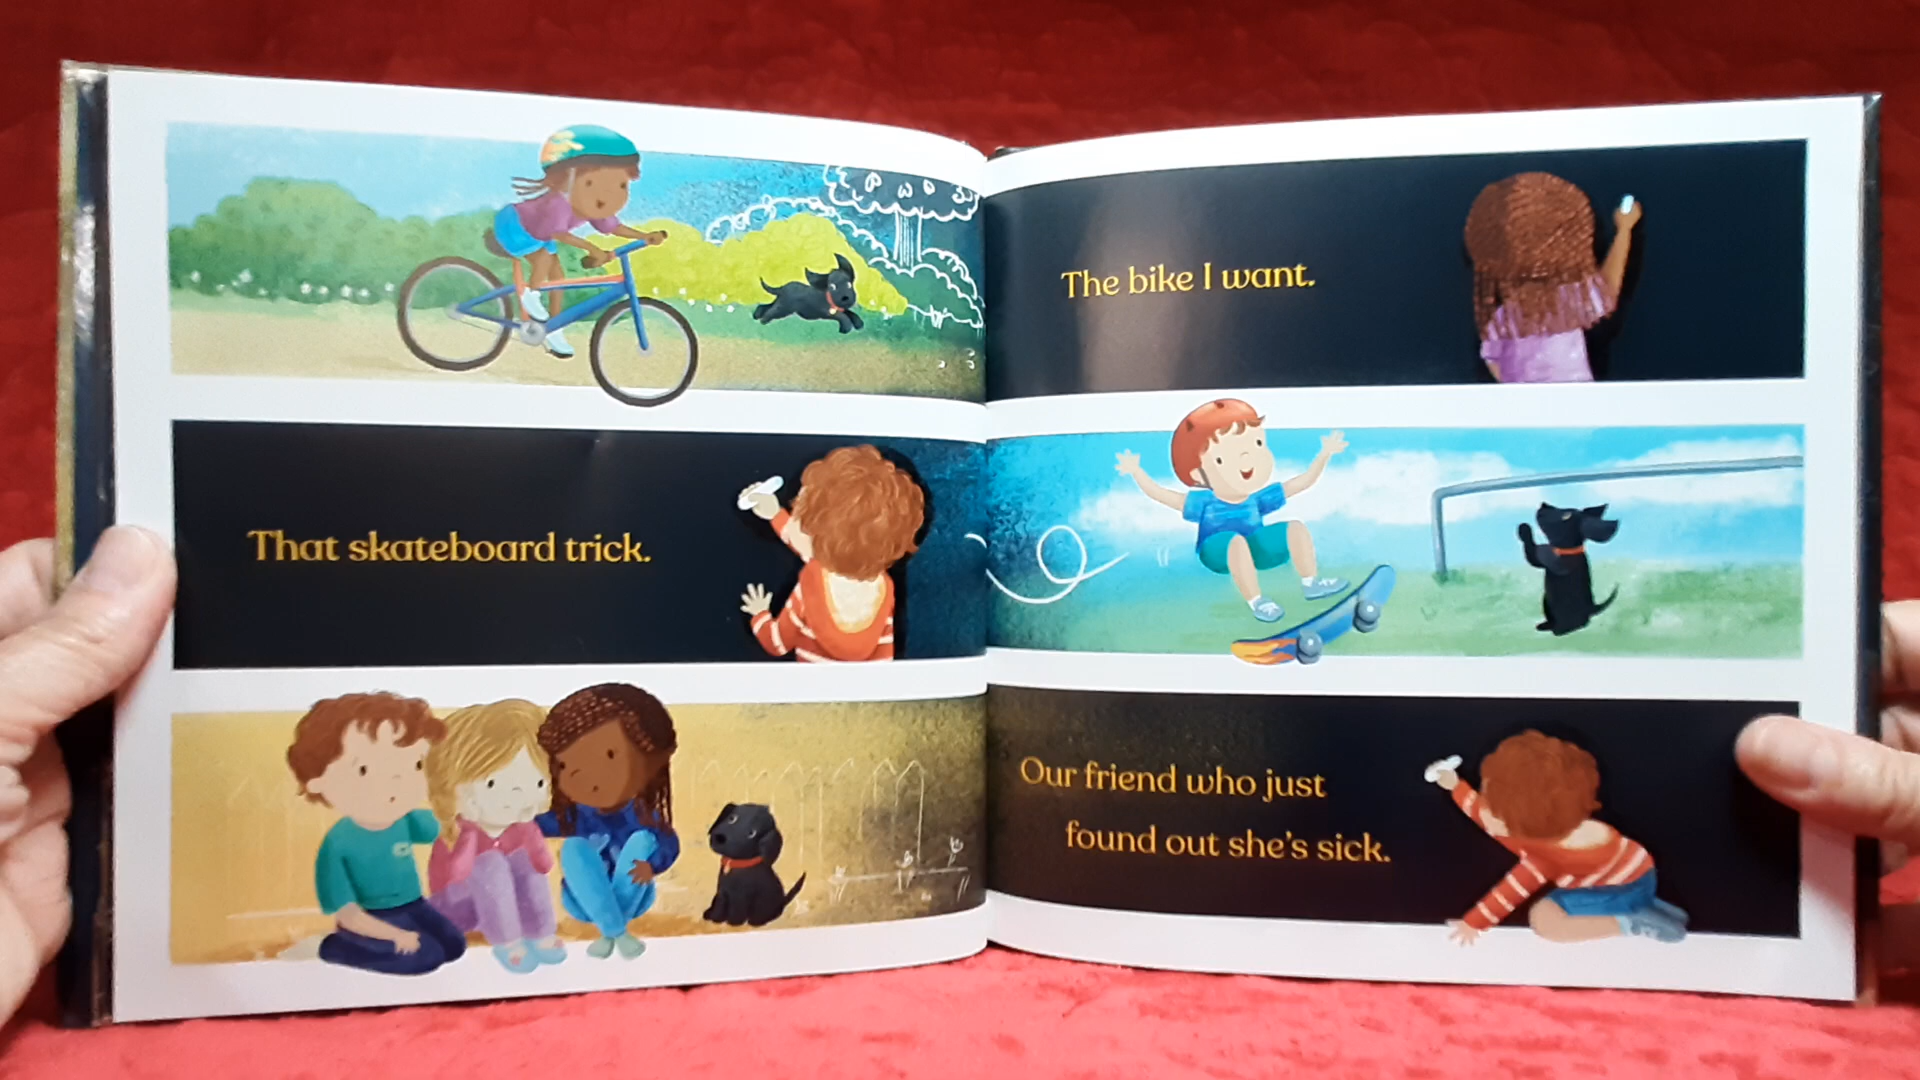 The bike I want.
That skateboard trick.
Our friend who just
found out she's sick.